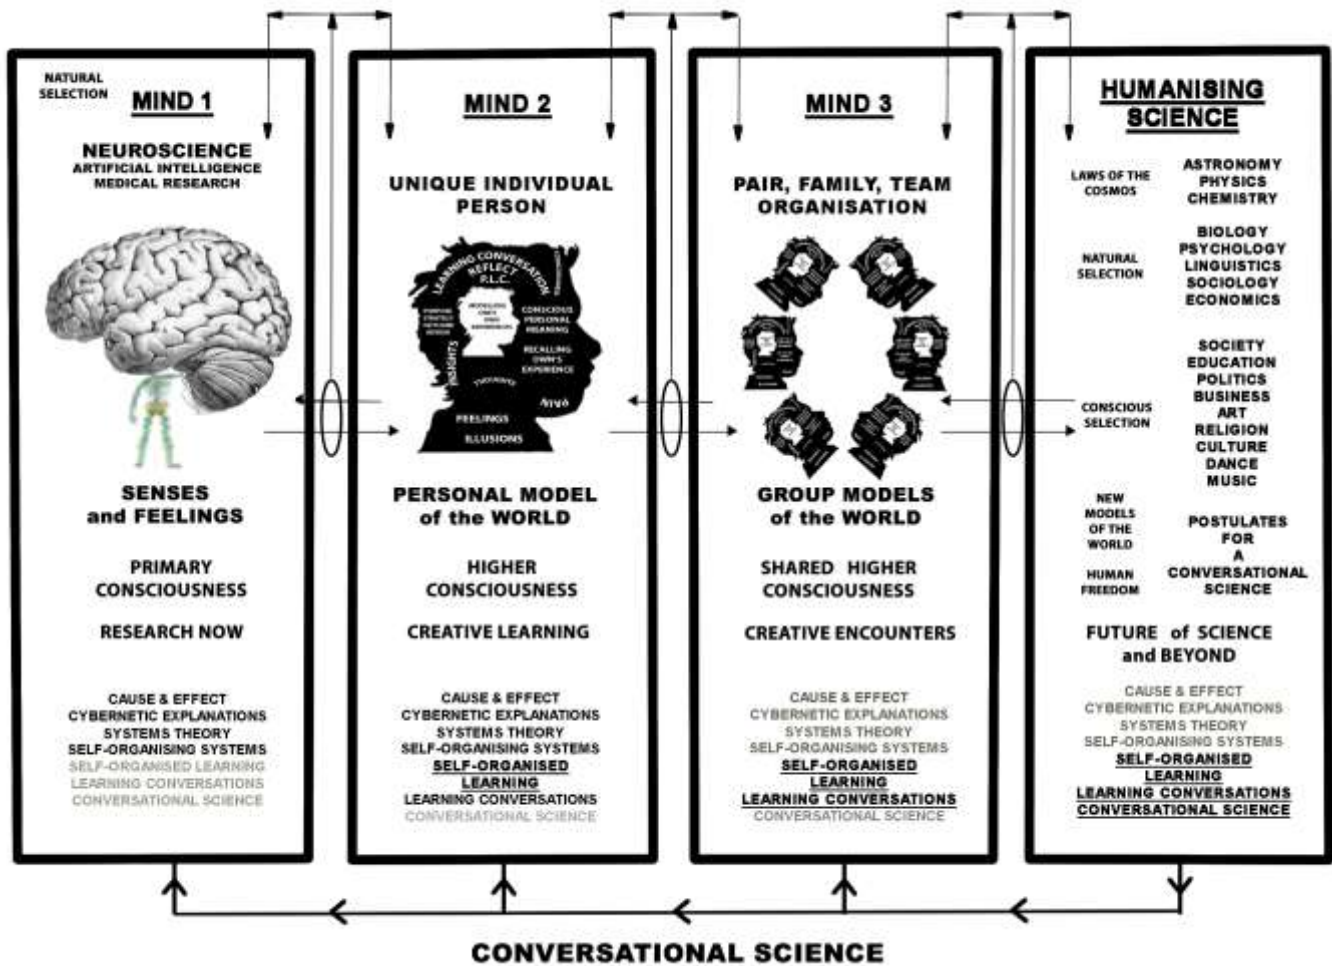 NATURAL
SELECTION
MIND 1
NEUROSCIENCE
ARTIFICIAL INTELLIGENCE
MEDICAL RESEARCH
SENSES
and FEELINGS
PRIMARY
CONSCIOUSNESS
RESEARCH NOW
CAUSE & EFFECT
CYBERNETIC EXPLANATIONS
SYSTEMS THEORY
SELF-ORGANISING SYSTEMS
SELF-ORGANISED LEARNING
LEARNING CONVERSATIONS
CONVERSATIONAL SCIENCE
MIND 2
UNIQUE INDIVIDUAL
PERSON
LEARNING CONVERSATION
REFLECT
P.L.C.
CONSCIOUS
PERSONAL
MEANING
RECALLING
OWN'S
EXPERIENCE
INSIGHTS
THOUGHTS
PAIN
FEELINGS
ILLUSIONS
PERSONAL MODEL
of the WORLD
HIGHER
CONSCIOUSNESS
CREATIVE LEARNING
CAUSE & EFFECT
CYBERNETIC EXPLANATIONS
SYSTEMS THEORY
SELF-ORGANISING SYSTEMS
SELF-ORGANISED
LEARNING
LEARNING CONVERSATIONS
CONVERSATIONAL SCIENCE
MIND 3
PAIR, FAMILY, TEAM
ORGANISATION
GROUP MODELS
of the WORLD
SHARED HIGHER
CONSCIOUSNESS
CREATIVE ENCOUNTERS
CAUSE & EFFECT
CYBERNETIC EXPLANATIONS
SYSTEMS THEORY
SELF-ORGANISING SYSTEMS
SELF-ORGANISED
LEARNING
LEARNING CONVERSATIONS
CONVERSATIONAL SCIENCE
HUMANISING
SCIENCE
LAWS OF THE
COSMOS
ASTRONOMY
PHYSICS
CHEMISTRY
NATURAL
SELECTION
BIOLOGY
PSYCHOLOGY
LINGUISTICS
SOCIOLOGY
ECONOMICS
CONSCIOUS
SELECTION
SOCIETY
EDUCATION
POLITICS
BUSINESS
ART
RELIGION
CULTURE
DANCE
MUSIC
NEW
MODELS
OF THE
WORLD
HUMAN
FREEDOM
POSTULATES
FOR
A
CONVERSATIONAL
SCIENCE
FUTURE of SCIENCE
and BEYOND
CAUSE & EFFECT
CYBERNETIC EXPLANATIONS
SYSTEMS THEORY
SELF-ORGANISING SYSTEMS
SELF-ORGANISED
LEARNING
LEARNING CONVERSATIONS
CONVERSATIONAL SCIENCE
CONVERSATIONAL SCIENCE